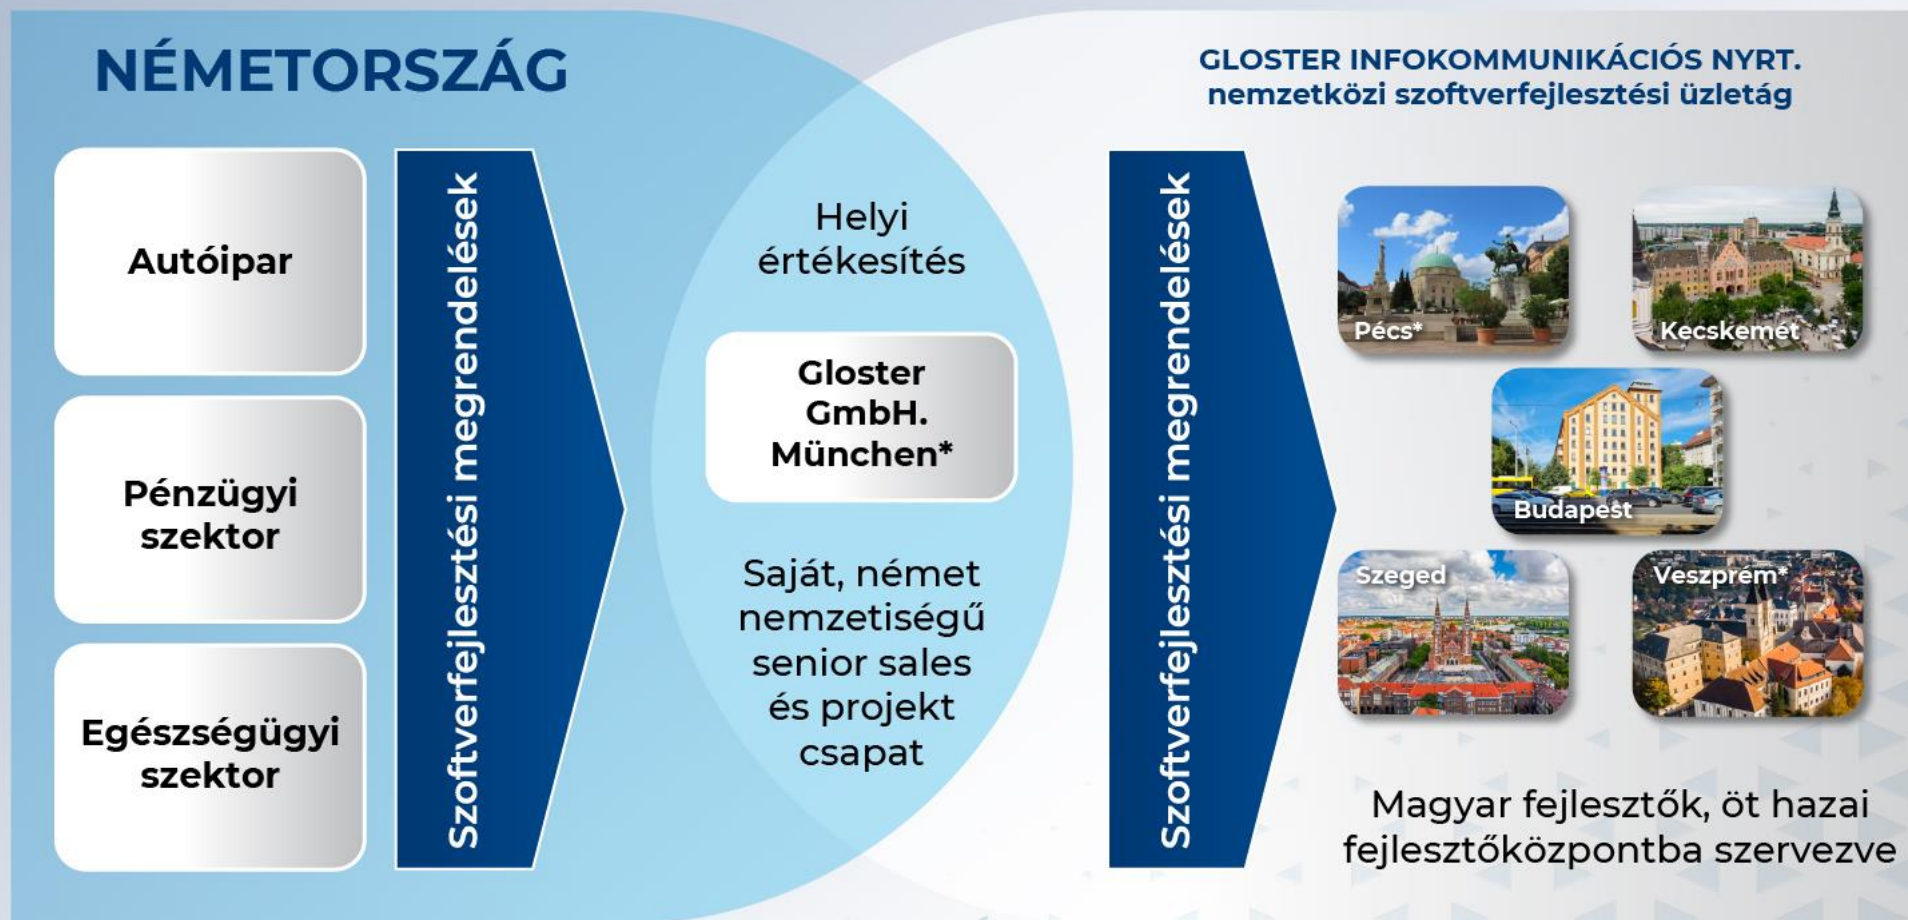 NÉMETORSZÁG
Autóipar
Pénzügyi
szektor
Egészségügyi
szektor
Szoftverfejlesztési megrendelések
Helyi
értékesítés
Gloster
GmbH.
München*
Saját, német
nemzetiségű
senior sales
és projekt
csapat
Szoftverfejlesztési megrendelések
GLOSTER INFOKOMMUNIKÁCIÓS NYRT.
nemzetközi szoftverfejlesztési üzletág
Pécs*
Kecskemét
Budapest
Szeged
Veszprém*
Magyar fejlesztők, öt hazai
fejlesztőközpontba szervezve